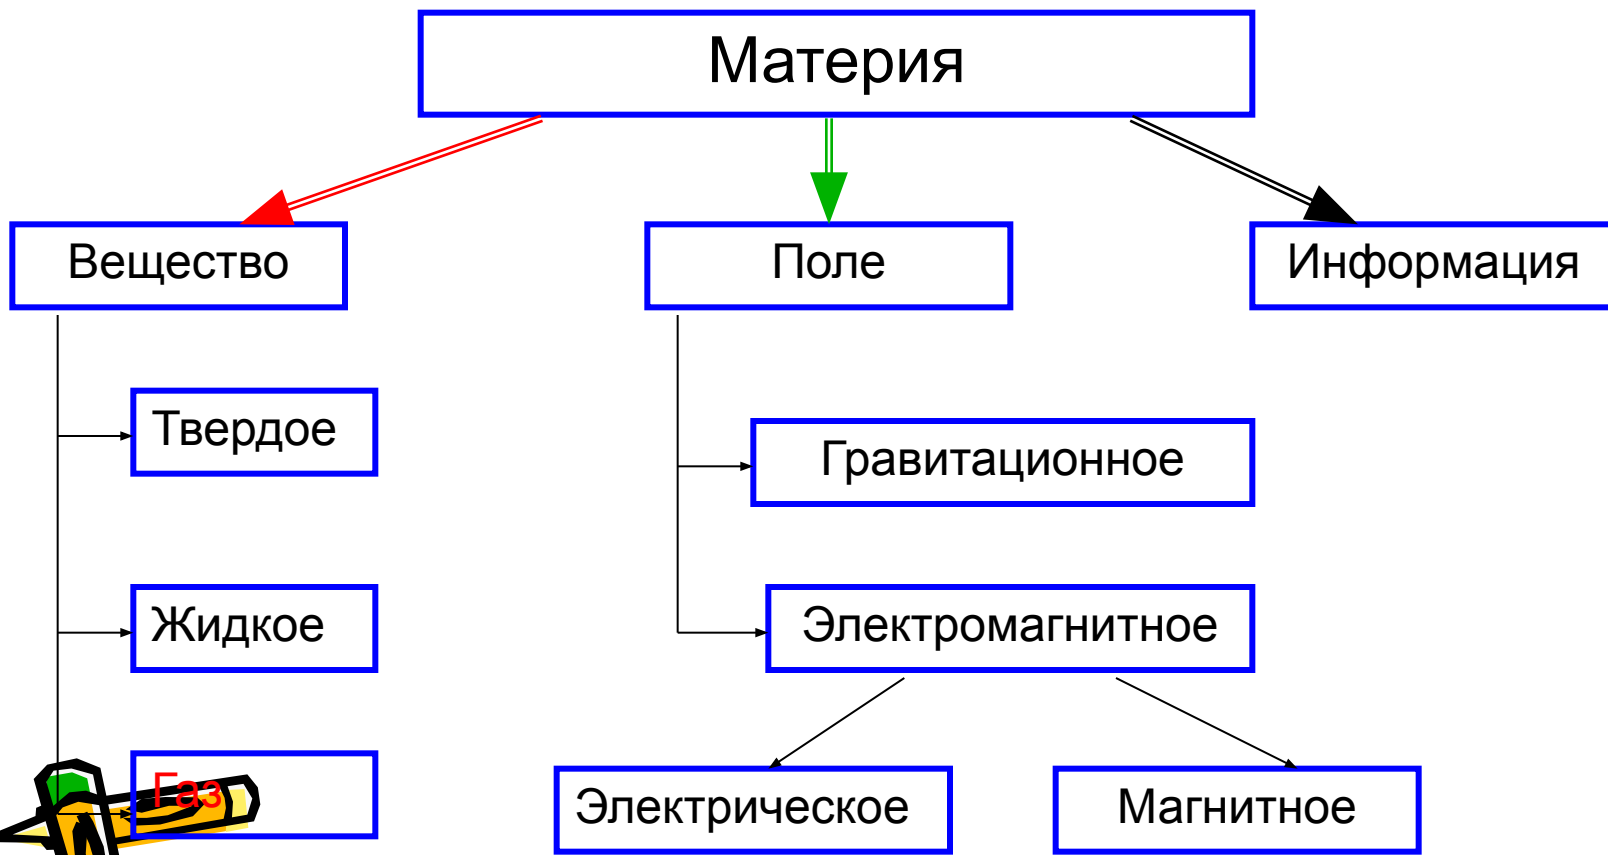 Материя
Вещество
Поле
Информация
Твердое
Гравитационное
Жидкое
Электромагнитное
Газ
Электрическое
Магнитное